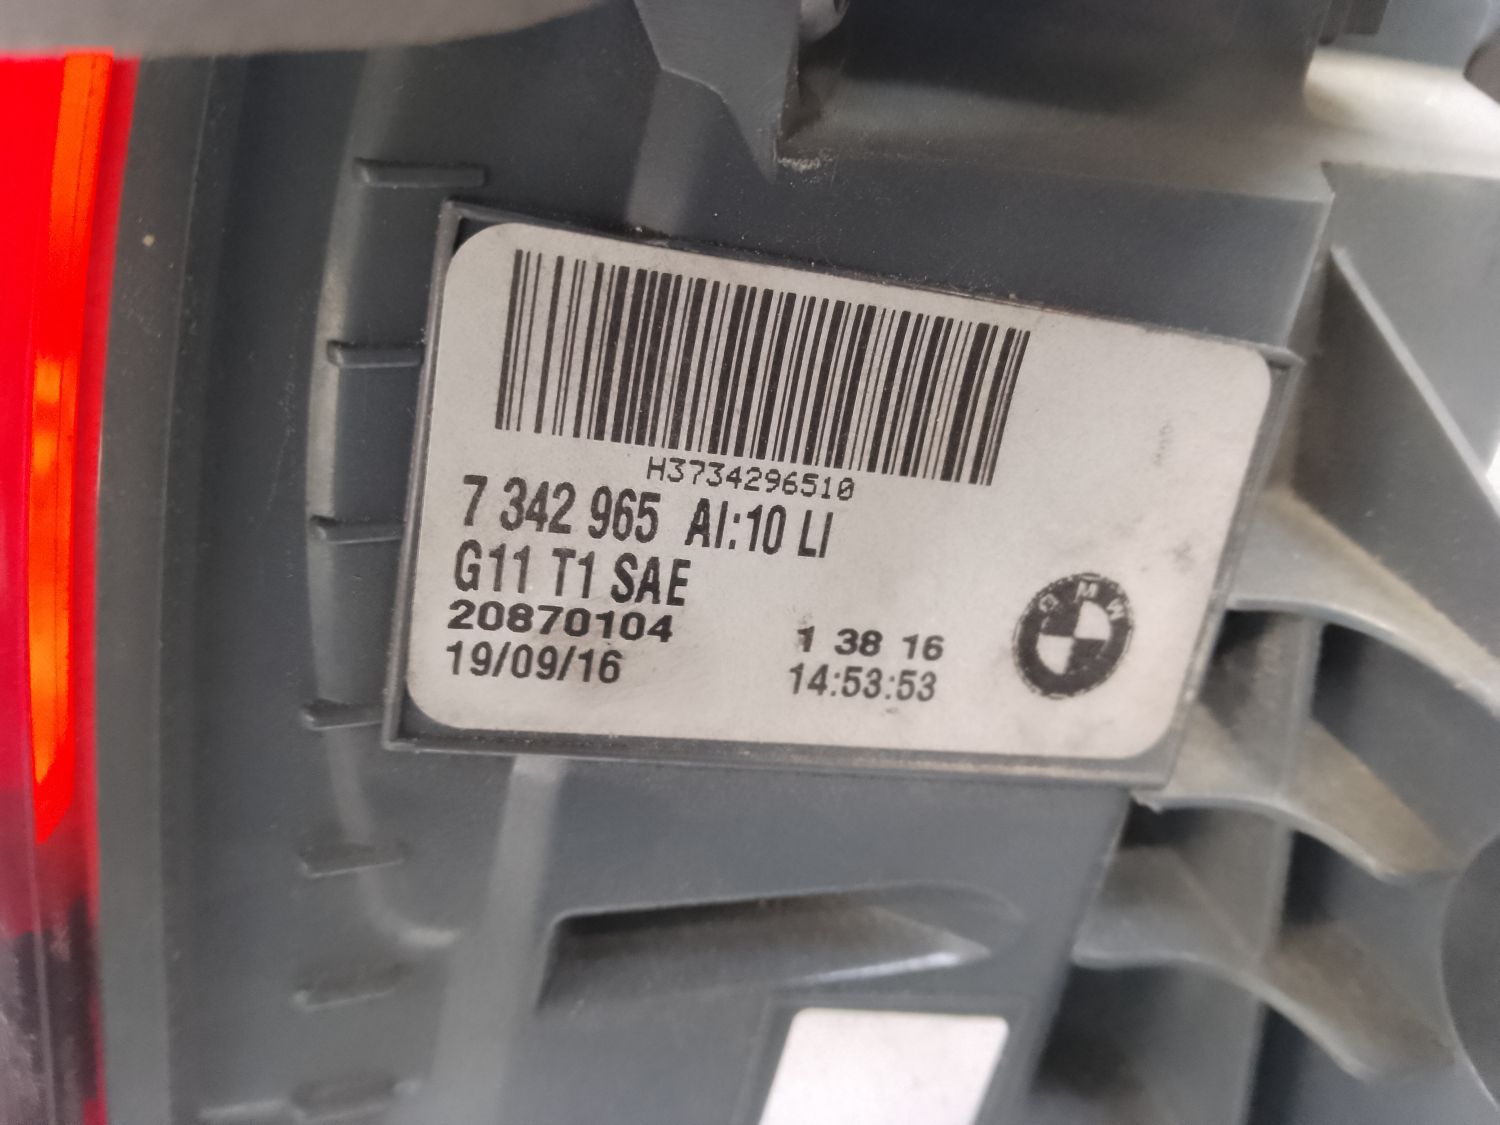 H3734296510
7 342 965 AI:10 LI
G11 T1 SAE
20870104 1 38 16
19/09/16 14:53:53
BMW